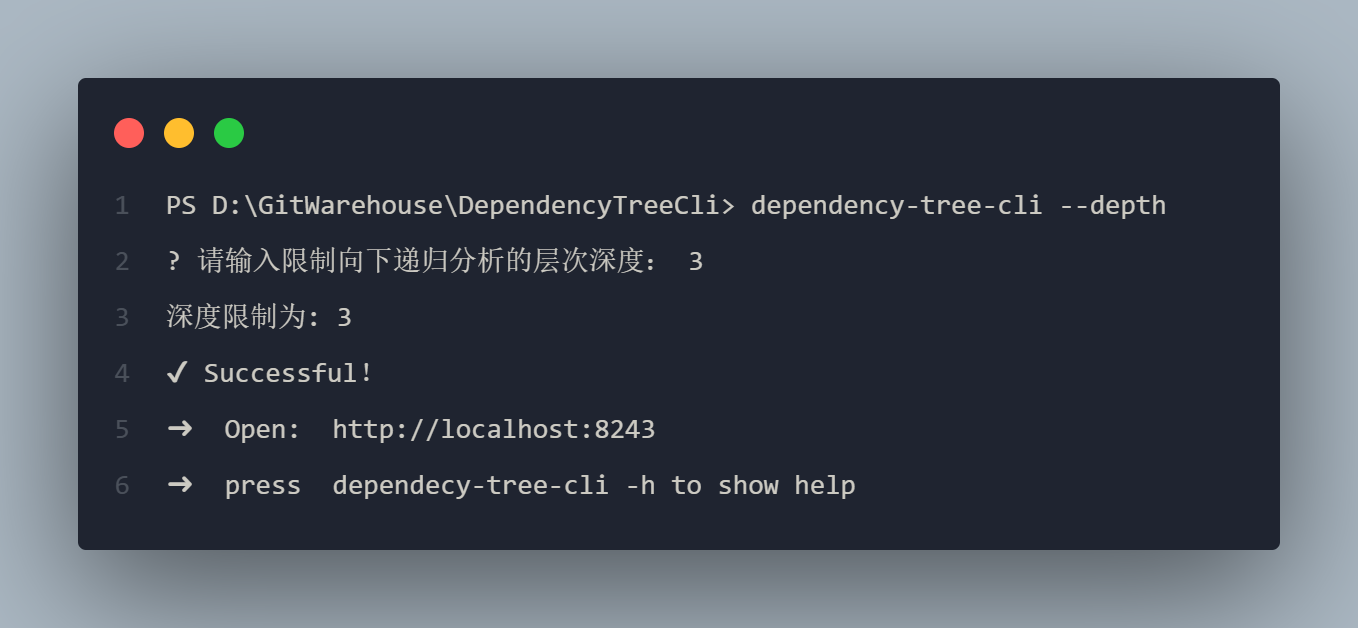 1 PS D:\GitWarehouse\DependencyTreeCli> dependency-tree-cli --depth
2 ? 请输入限制向下递归分析的层次深度： 3
3 深度限制为: 3
4 ✓ Successful!
5 ➜ Open: http://localhost:8243
6 ➜ press dependecy-tree-cli -h to show help